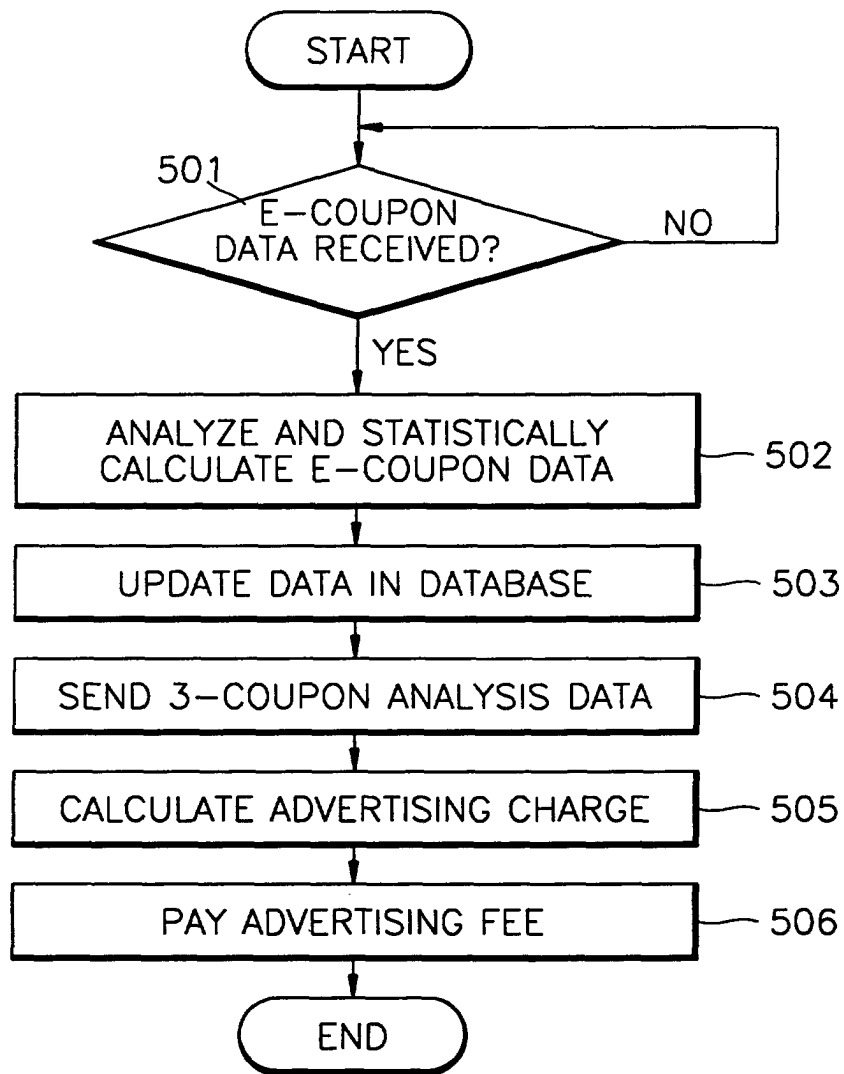 START
501
E-COUPON
DATA RECEIVED?
NO
YES
ANALYZE AND STATISTICALLY
CALCULATE E-COUPON DATA
502
UPDATE DATA IN DATABASE
503
SEND 3-COUPON ANALYSIS DATA
504
CALCULATE ADVERTISING CHARGE
505
PAY ADVERTISING FEE
506
END